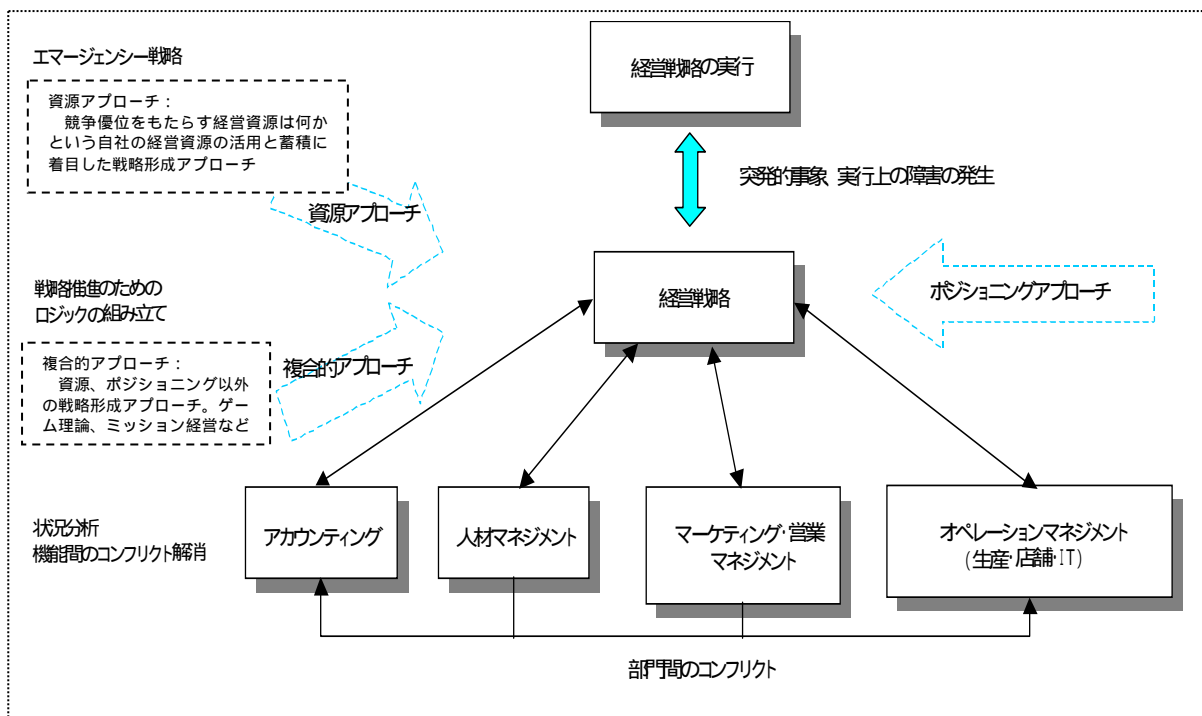 エマージェンシー戦略
資源アプローチ：
競争優位をもたらす経営資源は何か
という自社の経営資源の活用と蓄積に
着目した戦略形成アプローチ
経営戦略の実行
突発的事象、実行上の障害の発生
資源アプローチ
戦略推進のための
ロジックの組み立て
経営戦略
ポジショニングアプローチ
複合的アプローチ：
資源、ポジショニング以外
の戦略形成アプローチ。ゲー
ム理論、ミッション経営など
複合的アプローチ
状況分析
機能間のコンフリクト解消
アカウンティング
人材マネジメント
マーケティング・営業
マネジメント
オペレーションマネジメント
(生産・店舗・IT)
部門間のコンフリクト